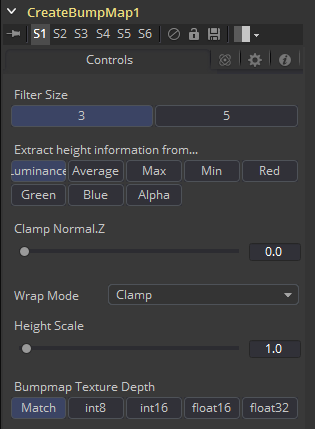 CreateBumpMap1
S1 S2 S3 S4 S5 S6
Controls
Filter Size
3 5
Extract height information from...
Luminance Average Max Min Red
Green Blue Alpha
Clamp Normal.Z
0.0
Wrap Mode Clamp
Height Scale
1.0
Bumpmap Texture Depth
Match int8 int16 float16 float32